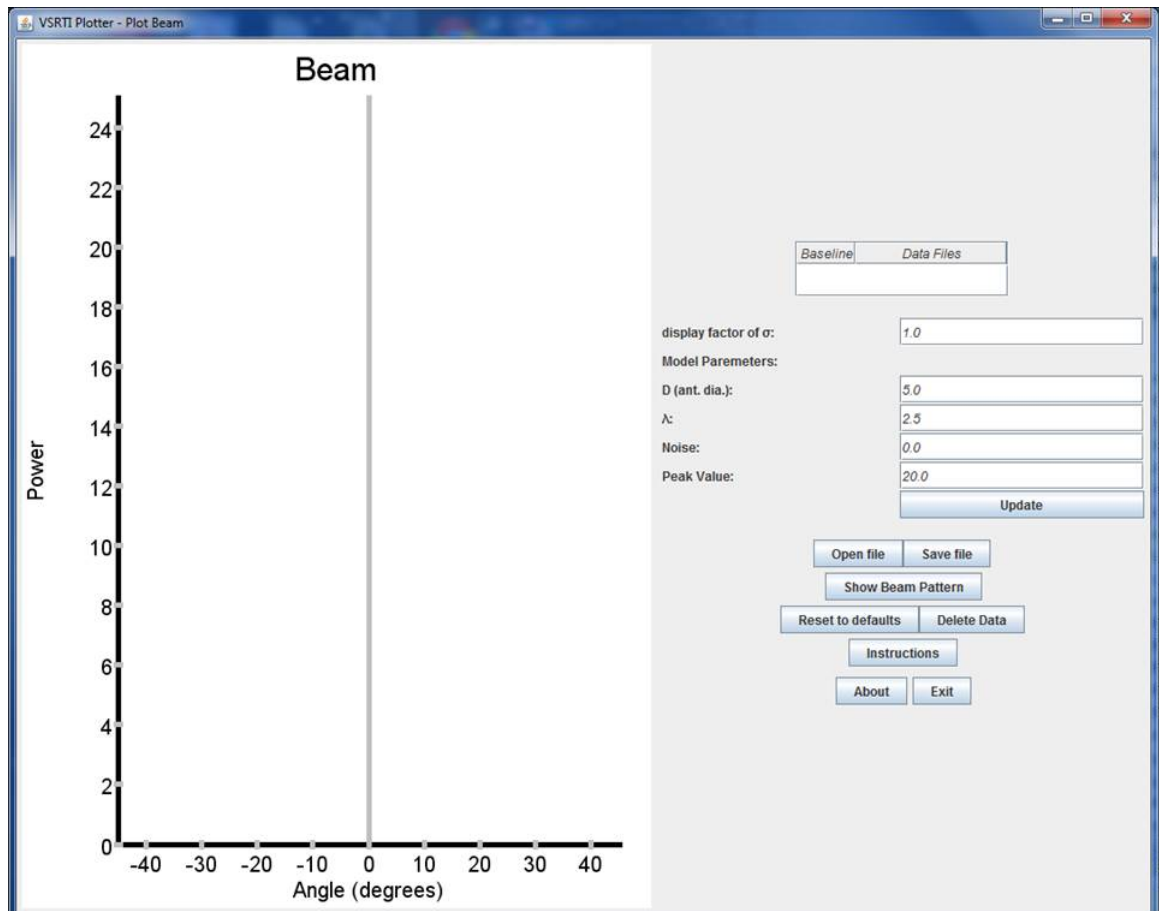 VSRTI Plotter - Plot Beam
Beam
24
22
20
18
16
14
12
10
8
6
4
2
0
Power
-40 -30 -20 -10 0 10 20 30 40
Angle (degrees)
Baseline Data Files
display factor of σ: 1.0
Model Paremeters:
D (ant. dia.): 5.0
λ: 2.5
Noise: 0.0
Peak Value: 20.0
Update
Open file Save file
Show Beam Pattern
Reset to defaults Delete Data
Instructions
About Exit